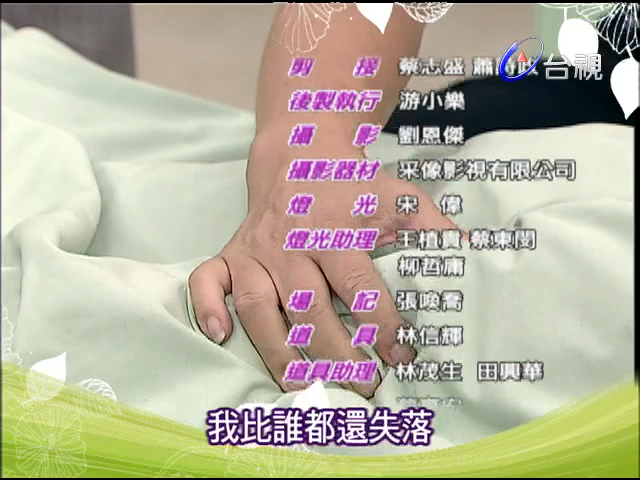 台視
剪接 蔡志盛
後製執行 游小樂
攝影 劉恩傑
攝影器材 采像影視有限公司
燈光 宋偉
燈光助理 王植貴 蔡東閔
柳哲庸
場記 張喚喬
道具 林信輝
道具助理 林茂生 田興華
我比誰都還失落